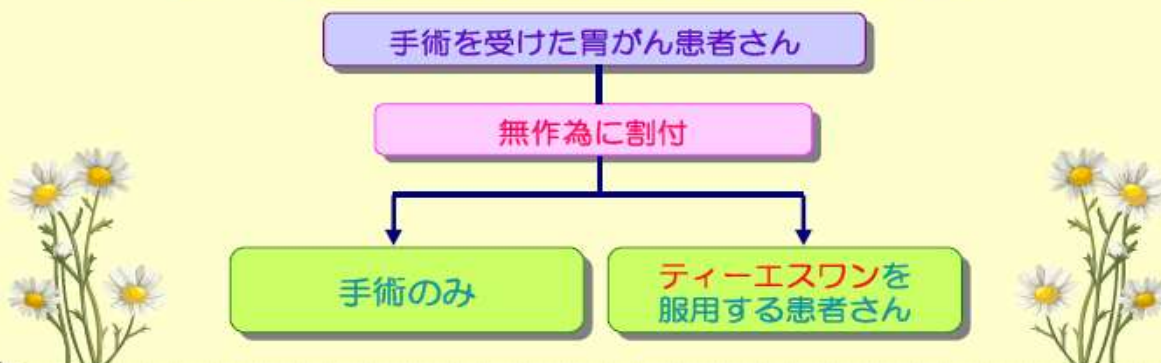 手術を受けた胃がん患者さん
無作為に割付
手術のみ
ティーエスワンを
服用する患者さん